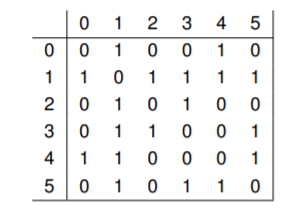 0 1 2 3 4 5
0 0 1 0 0 1 0
1 1 0 1 1 1 1
2 0 1 0 1 0 0
3 0 1 1 0 0 1
4 1 1 0 0 0 1
5 0 1 0 1 1 0